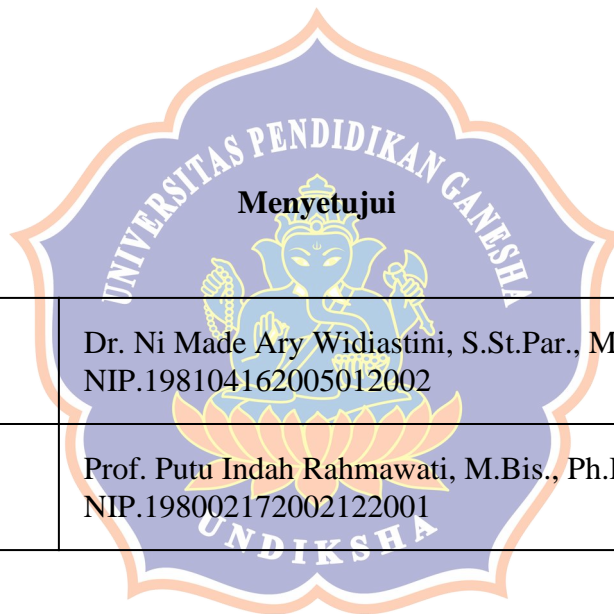 UNIVERSITAS PENDIDIKAN GANESHA
Menyetujui
Dr. Ni Made Ary Widiastini, S.St.Par., M
NIP.198104162005012002
Prof. Putu Indah Rahmawati, M.Bis., Ph.
NIP.198002172002122001
UNDIKSHA